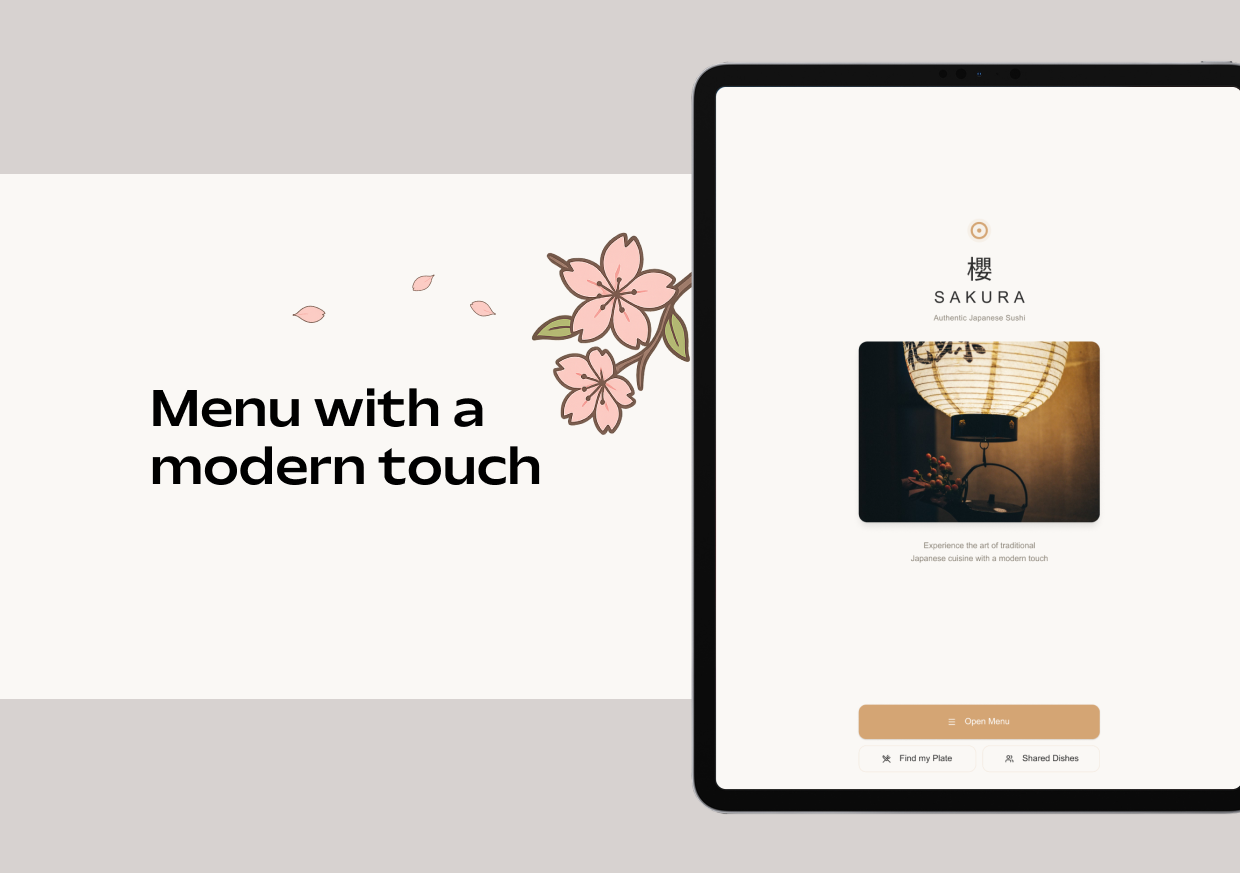 Menu with a
modern touch
櫻
SAKURA
Authentic Japanese Sushi
Experience the art of traditional
Japanese cuisine with a modern touch
Open Menu
Find my Plate
Shared Dishes